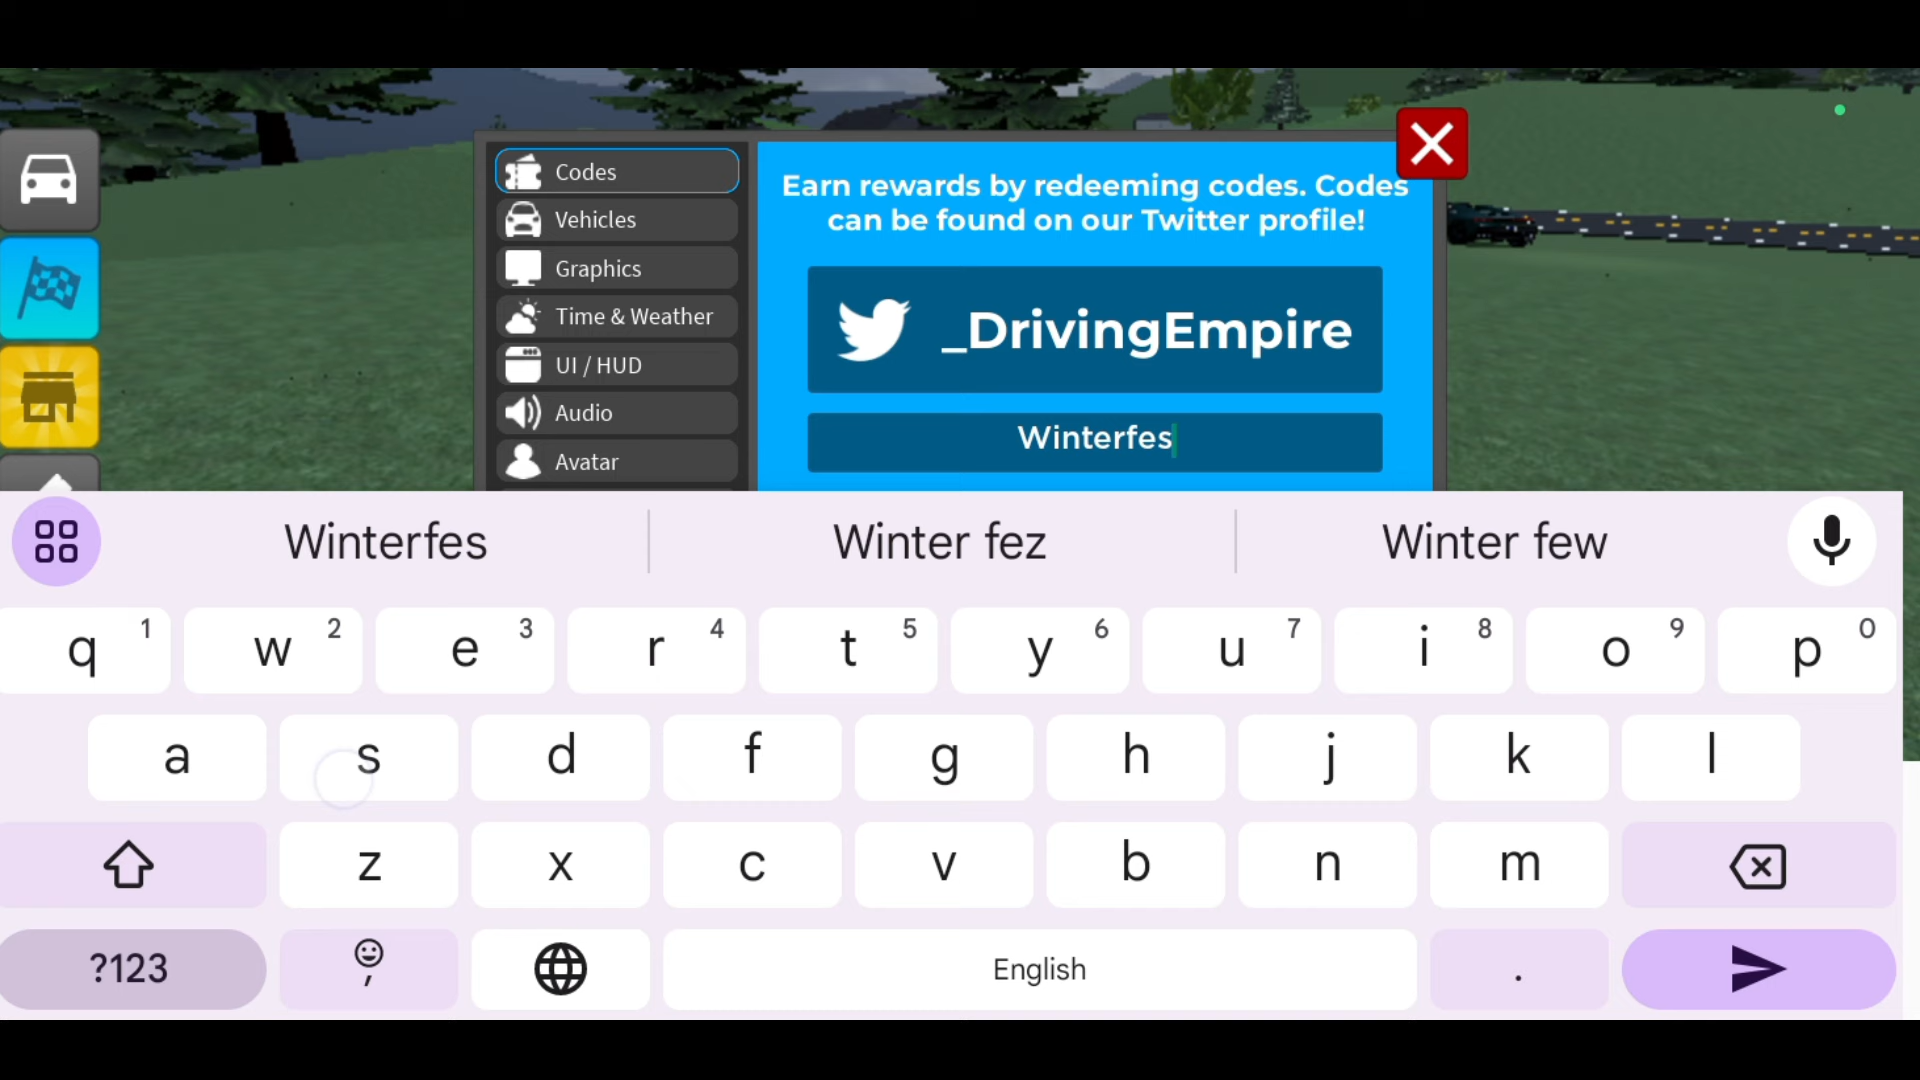 Codes
Vehicles
Graphics
Time & Weather
UI / HUD
Audio
Avatar
Earn rewards by redeeming codes. Codes
can be found on our Twitter profile!
_DrivingEmpire
Winterfes
Winterfes Winter fez Winter few
q 1 w 2 e 3 r 4 t 5 y 6 u 7 i 8 o 9 p 0
a s d f g h j k l
z x c v b n m
?123 , English .